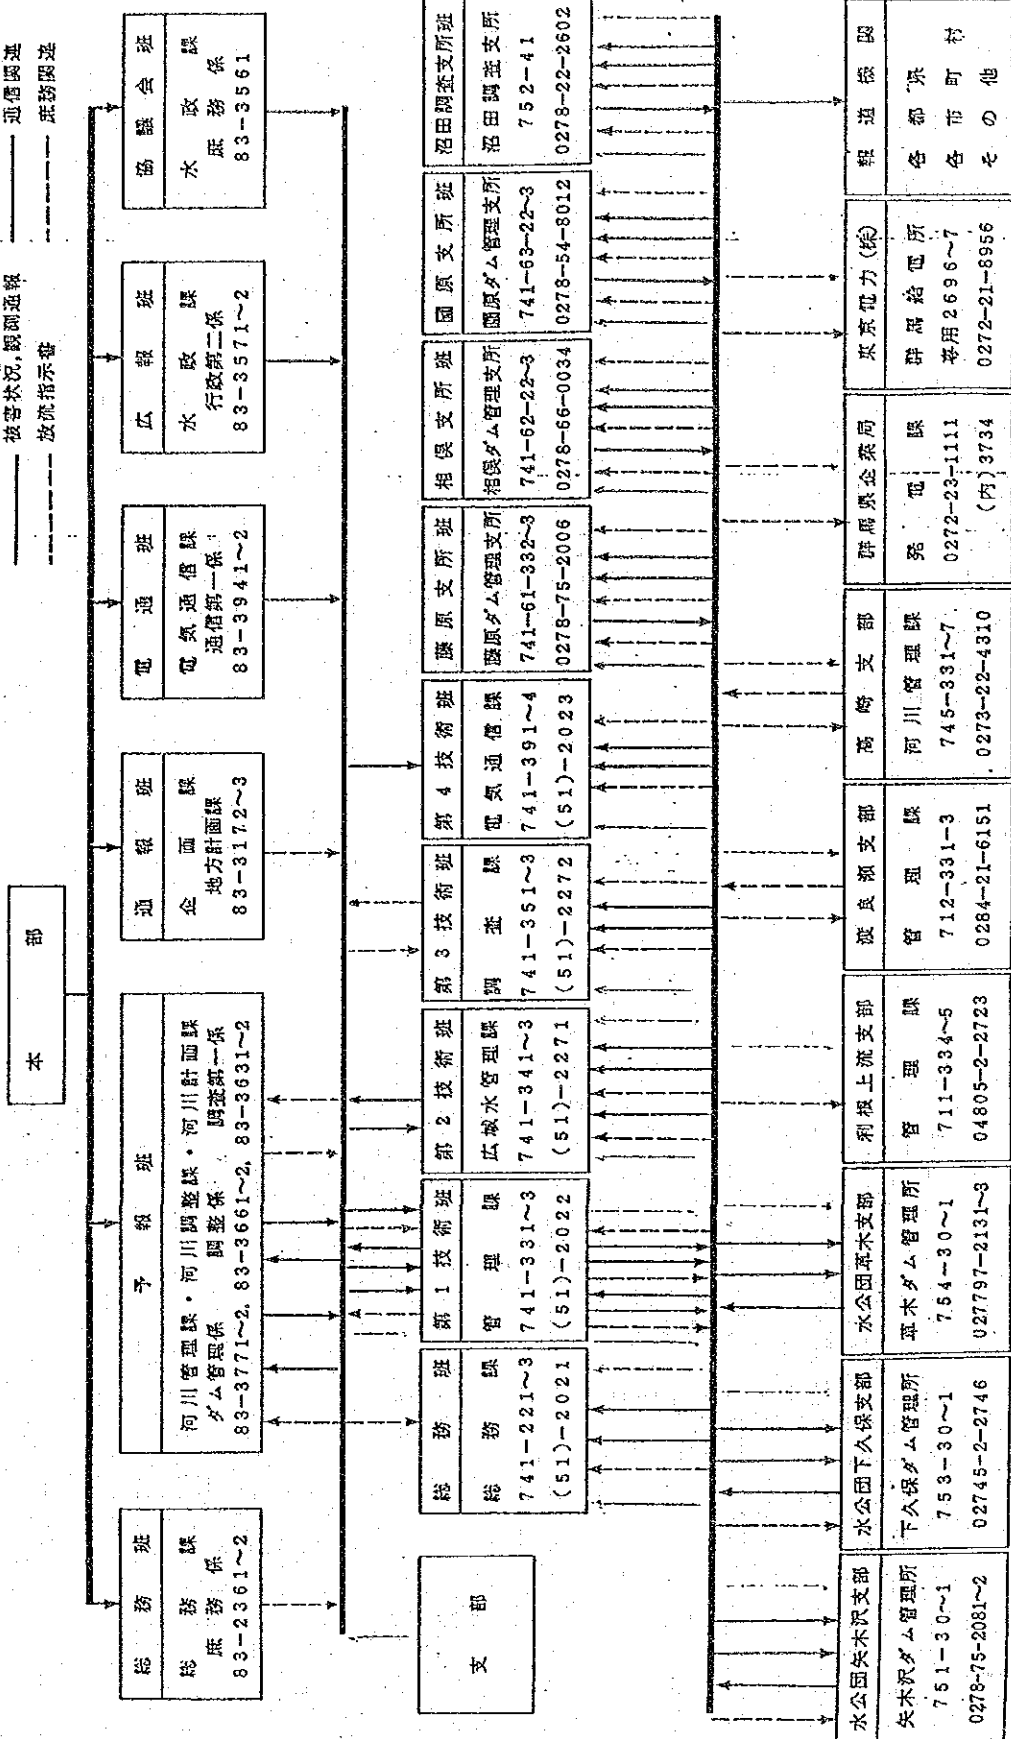 被害状況,観測通報
通信関連
放流指示書
庶務関連
本部
総務班
総務課
庶務係
83-2361~2
予報班
河川管理課・河川調整課・河川計画課
ダム管理係 調整係 調査第一係
83-3771~2, 83-3661~2, 83-3631~2
通報班
企画課
地方計画課
83-3172~3
電通班
電気通信課
通信第一係
83-3941~2
広報班
水政課
行政第二係
83-3571~2
協議会班
水政課
庶務係
83-3561
支部
総務班
総務課
741-221~3
(51)-2021
第1技術班
管理課
741-331~3
(51)-2022
第2技術班
広域水管理課
741-341~3
(51)-2271
第3技術班
調査課
741-351~3
(51)-2272
第4技術班
電気通信課
741-391~4
(51)-2023
藤原支所班
藤原ダム管理支所
741-61-332~3
0278-75-2006
相俣支所班
相俣ダム管理支所
741-62-22~3
0278-66-0034
薗原支所班
薗原ダム管理支所
741-63-22~3
0278-54-8012
沼田調査支所班
沼田調査支所
752-41
0278-22-2602
水公団矢木沢支部
矢木沢ダム管理所
751-30~1
0278-75-2081~2
水公団下久保支部
下久保ダム管理所
753-30~1
02745-2-2746
水公団草木支部
草木ダム管理所
754-30~1
027797-2131~3
利根上流支部
管理課
711-334~5
04805-2-2723
渡良瀬支部
管理課
712-331-3
0284-21-6151
高崎支部
河川管理課
745-331~7
0273-22-4310
群馬県企業局
発電課
0272-23-1111
(内)3734
東京電力(株)
群馬給電所
専用2696~7
0272-21-8956
報道機関
各都県
各市町村
その他